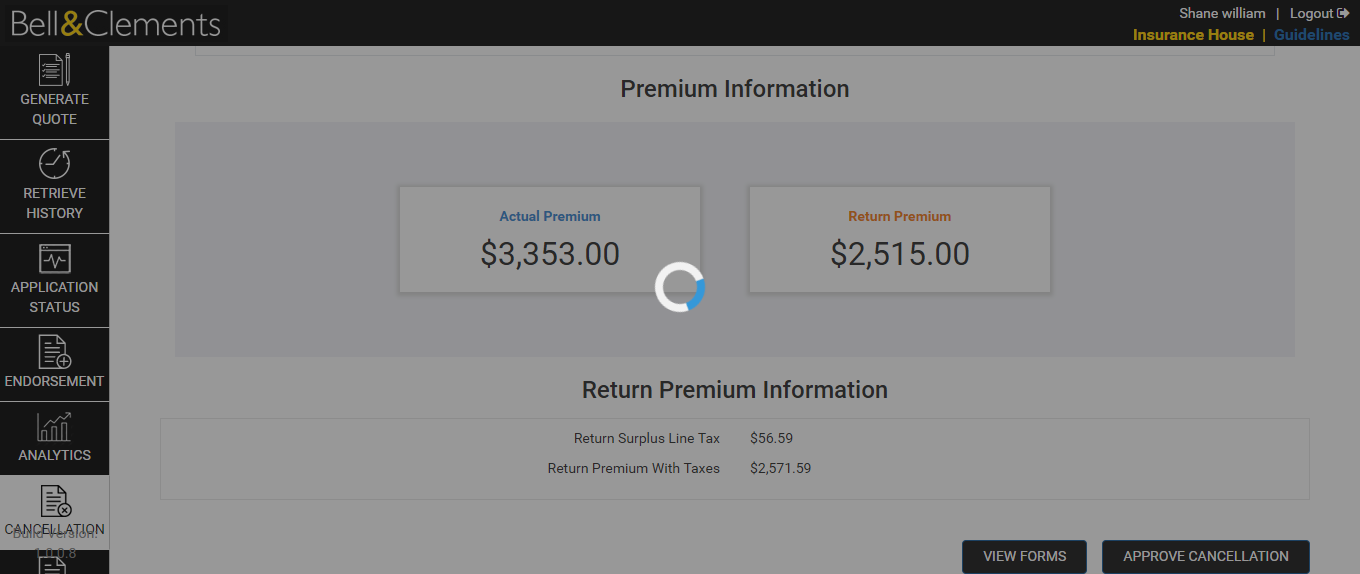 Bell&Clements
Shane william | Logout
Insurance House | Guidelines
GENERATE
QUOTE
RETRIEVE
HISTORY
APPLICATION
STATUS
ENDORSEMENT
ANALYTICS
CANCELLATION
Build Version:
1.0.0.8
Premium Information
Actual Premium
$3,353.00
Return Premium
$2,515.00
Return Premium Information
Return Surplus Line Tax $56.59
Return Premium With Taxes $2,571.59
VIEW FORMS
APPROVE CANCELLATION